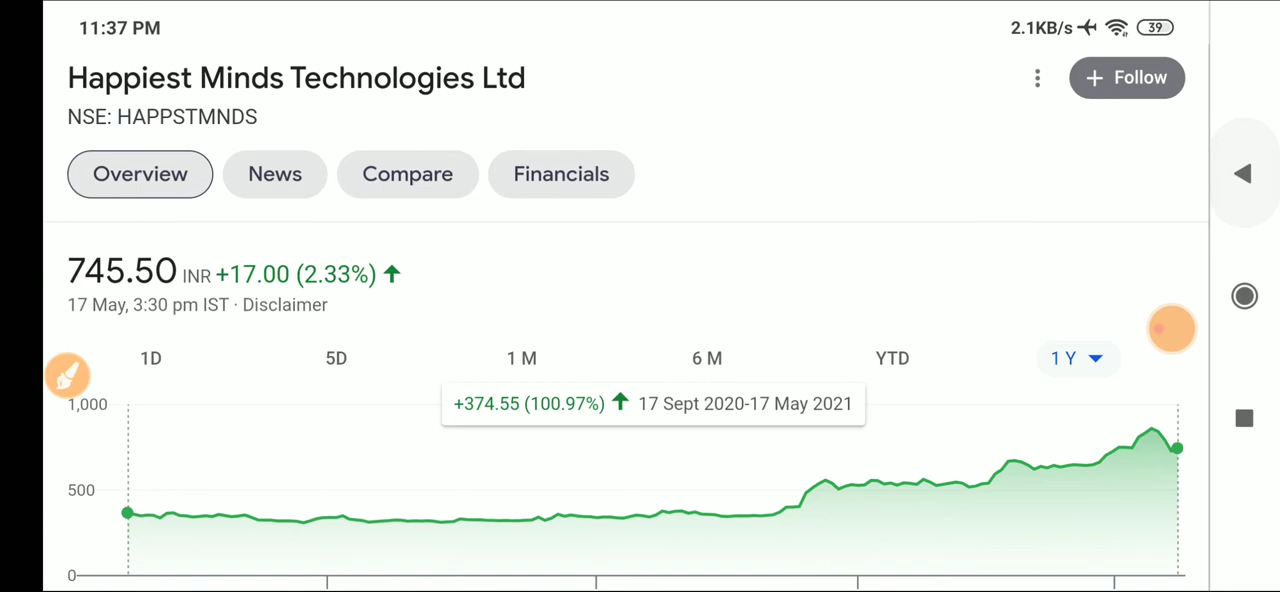 11:37 PM 2.1KB/s 39
Happiest Minds Technologies Ltd
+ Follow
NSE: HAPPSTMNDS
Overview News Compare Financials
745.50 INR +17.00 (2.33%) ↑
17 May, 3:30 pm IST · Disclaimer
1D 5D 1 M 6 M YTD 1 Y
+374.55 (100.97%) ↑ 17 Sept 2020-17 May 2021
1,000
500
0